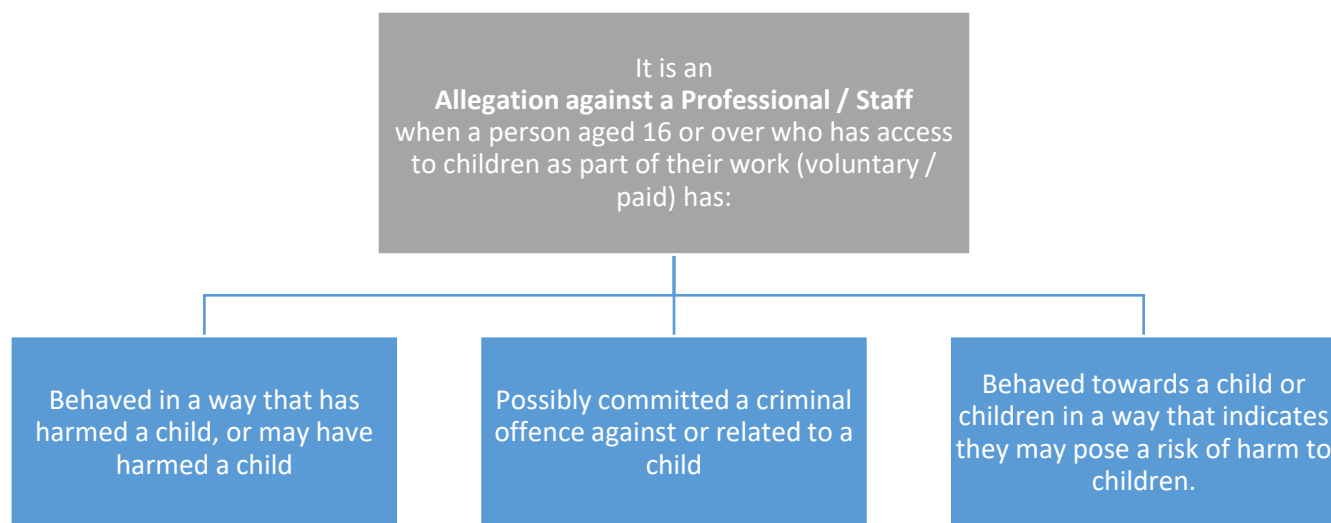 It is an
Allegation against a Professional / Staff
when a person aged 16 or over who has access
to children as part of their work (voluntary /
paid) has:
Behaved in a way that has
harmed a child, or may have
harmed a child
Possibly committed a criminal
offence against or related to a
child
Behaved towards a child or
children in a way that indicates
they may pose a risk of harm to
children.